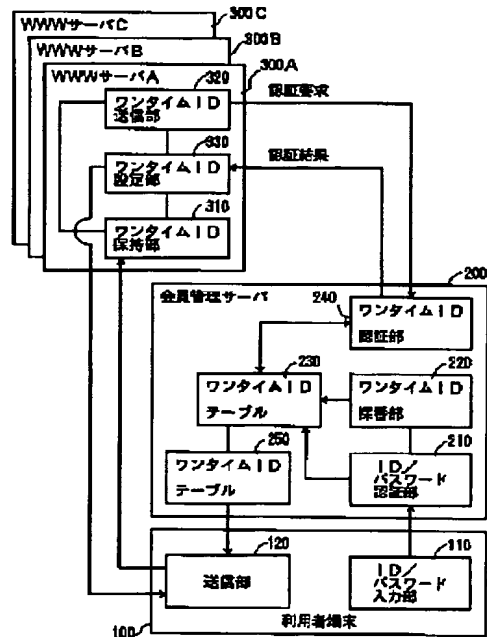 WWWサーバC
300C
WWWサーバB
300B
WWWサーバA
300A
320
ワンタイムID
送信部
認証要求
330
ワンタイムID
設定部
認証結果
310
ワンタイムID
保持部
200
会員管理サーバ
240
ワンタイムID
認証部
230
ワンタイムID
テーブル
220
ワンタイムID
採番部
250
ワンタイムID
テーブル
210
ID/
パスワード
認証部
120
送信部
110
ID/
パスワード
入力部
100
利用者端末